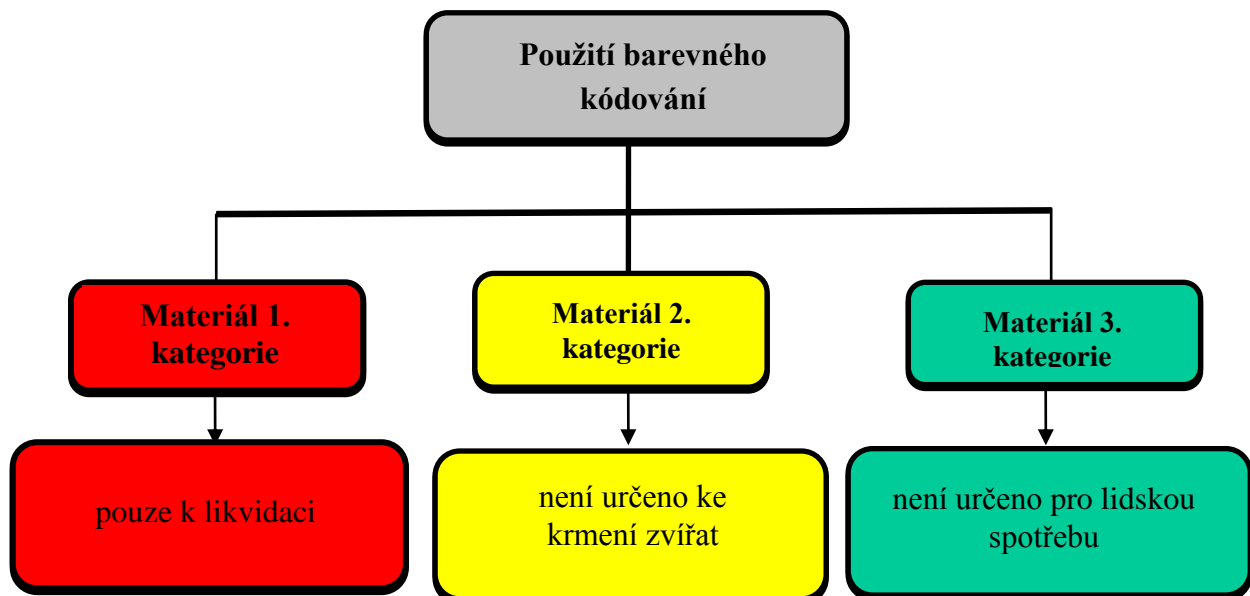 Použití barevného
kódování
Materiál 1.
kategorie
Materiál 2.
kategorie
Materiál 3.
kategorie
pouze k likvidaci
není určeno ke
krmení zvířat
není určeno pro lidskou
spotřebu